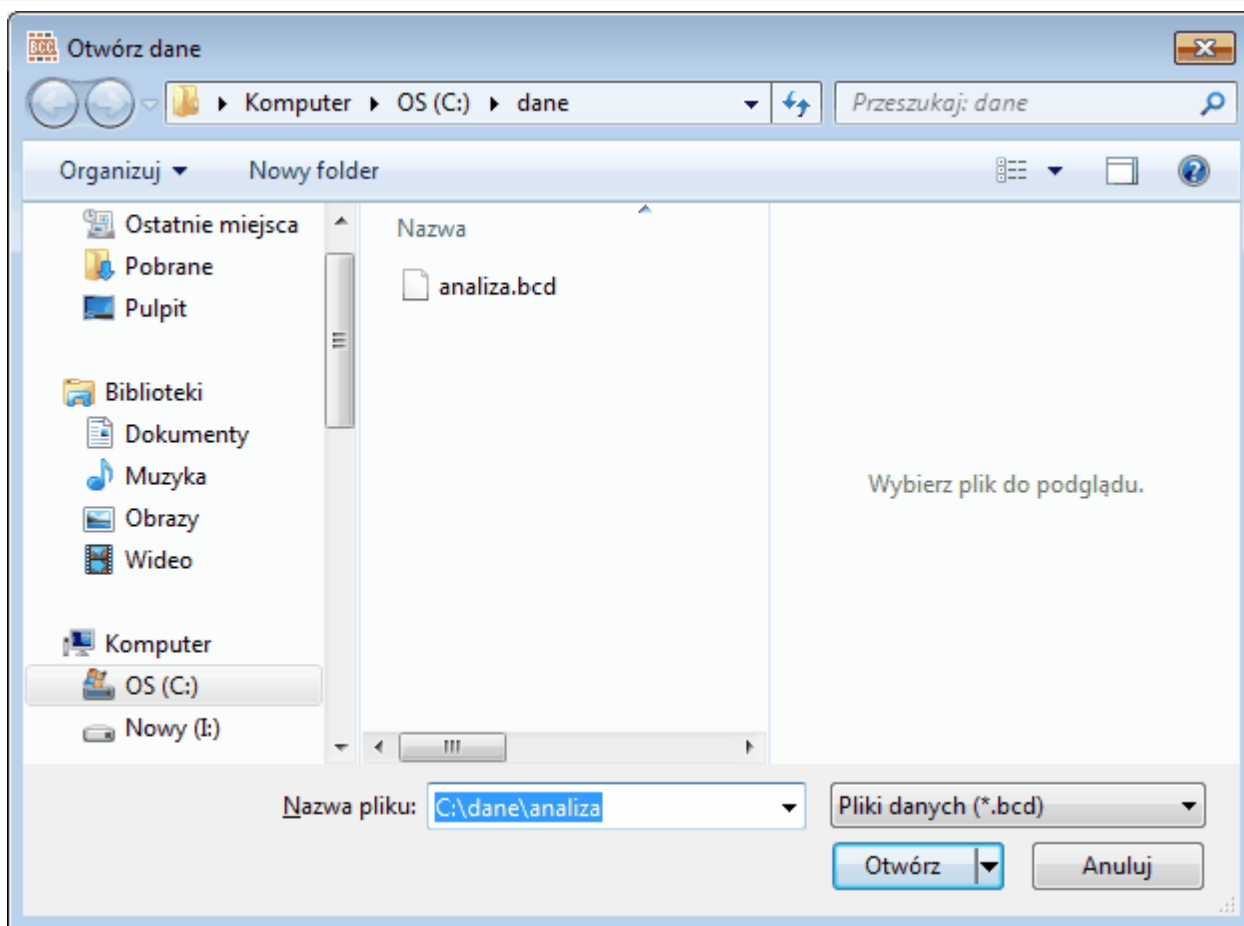 BCC
Otwórz dane
Komputer OS (C:) dane
Przeszukaj: dane
Organizuj
Nowy folder
Ostatnie miejsca
Pobrane
Pulpit
Biblioteki
Dokumenty
Muzyka
Obrazy
Wideo
Komputer
OS (C:)
Nowy (I:)
Nazwa
analiza.bcd
Wybierz plik do podglądu.
Nazwa pliku:
C:\dane\analiza
Pliki danych (*.bcd)
Otwórz
Anuluj